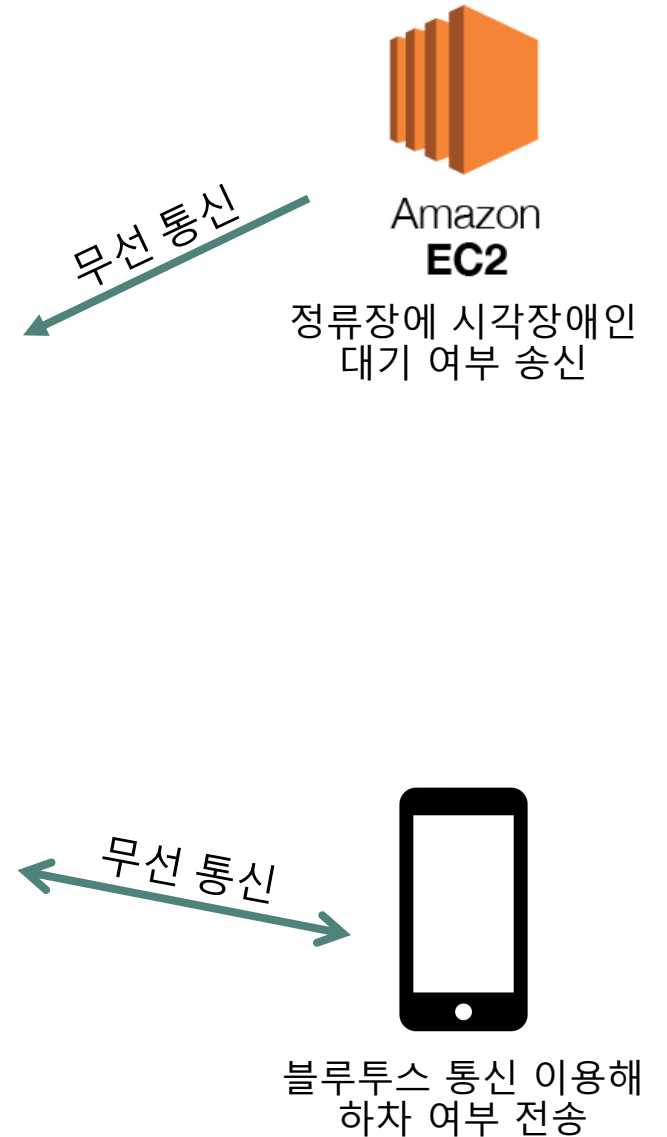 무선 통신
Amazon
EC2
정류장에 시각장애인
대기 여부 송신
무선 통신
블루투스 통신 이용해
하차 여부 전송